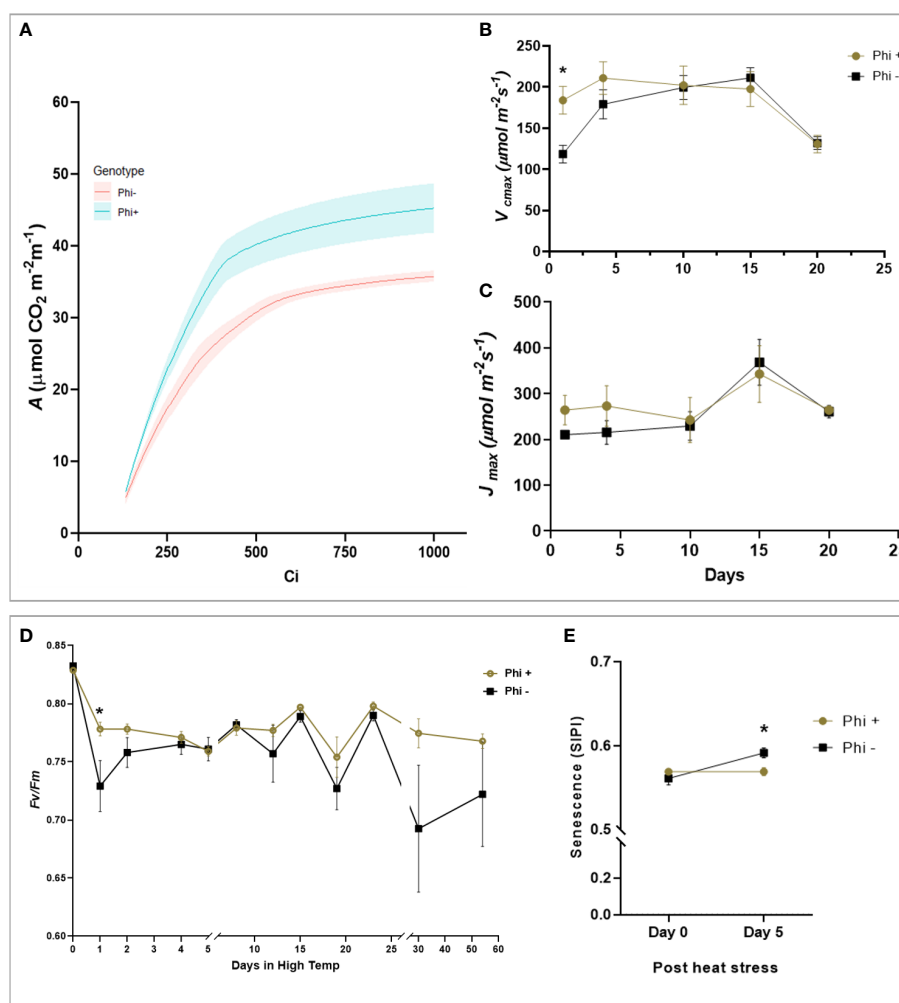 A
60
50
40
30
20
10
0
A (μmol CO2 m-2m-1)
Genotype
Phi-
Phi+
0 250 500 750 1000
Ci
B
250
200
150
100
50
0
V cmax (μmol m-2s-1)
*
Phi +
Phi -
0 5 10 15 20 25
C
500
400
300
200
100
0
J max (μmol m-2s-1)
0 5 10 15 20 2
Days
D
0.85
0.80
0.75
0.70
0.65
0.60
Fv/Fm
*
Phi +
Phi -
0 1 2 3 4 5 10 15 20 25 30 40 50 60
Days in High Temp
E
0.7
0.6
0.5
0.2
0.0
Senescence (SIPI)
*
Phi +
Phi -
Day 0 Day 5
Post heat stress